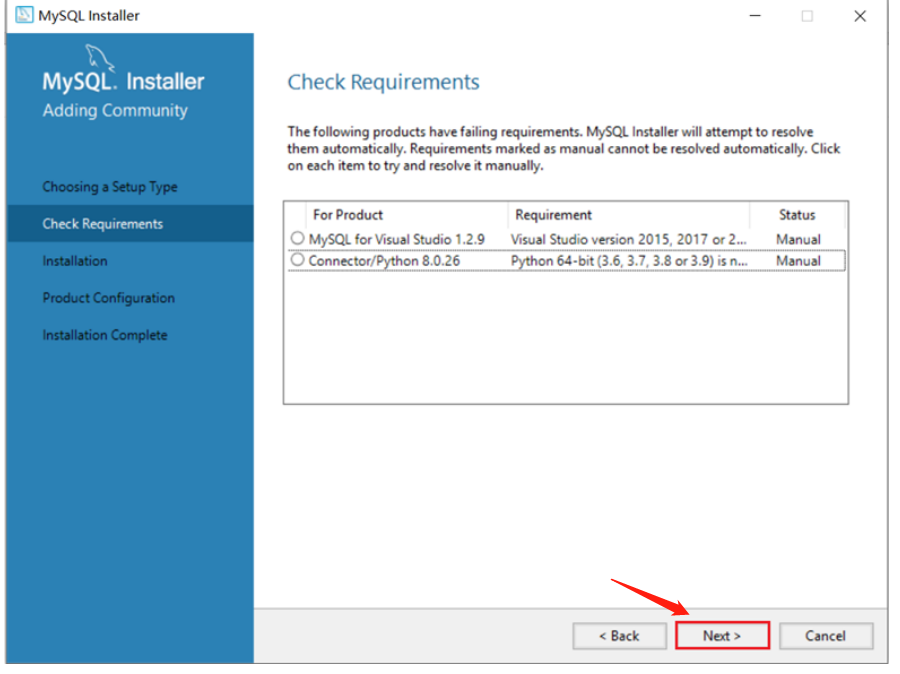 MySQL Installer
MySQL. Installer
Adding Community
Choosing a Setup Type
Check Requirements
Installation
Product Configuration
Installation Complete
Check Requirements
The following products have failing requirements. MySQL Installer will attempt to resolve
them automatically. Requirements marked as manual cannot be resolved automatically. Click
on each item to try and resolve it manually.
For Product Requirement Status
MySQL for Visual Studio 1.2.9 Visual Studio version 2015, 2017 or 2... Manual
Connector/Python 8.0.26 Python 64-bit (3.6, 3.7, 3.8 or 3.9) is n... Manual
< Back Next > Cancel